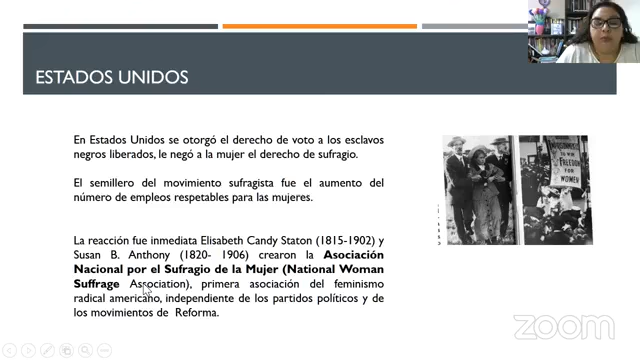 ESTADOS UNIDOS
En Estados Unidos se otorgó el derecho de voto a los esclavos
negros liberados, le negó a la mujer el derecho de sufragio.
El semillero del movimiento sufragista fue el aumento del
número de empleos respetables para las mujeres.
La reacción fue inmediata Elisabeth Candy Staton (1815-1902) y
Susan B. Anthony (1820- 1906) crearon la Asociación
Nacional por el Sufragio de la Mujer (National Woman
Suffrage Association), primera asociación del feminismo
radical americano, independiente de los partidos políticos y de
los movimientos de Reforma.
FREEDOM
FOR
WOMEN
zoom